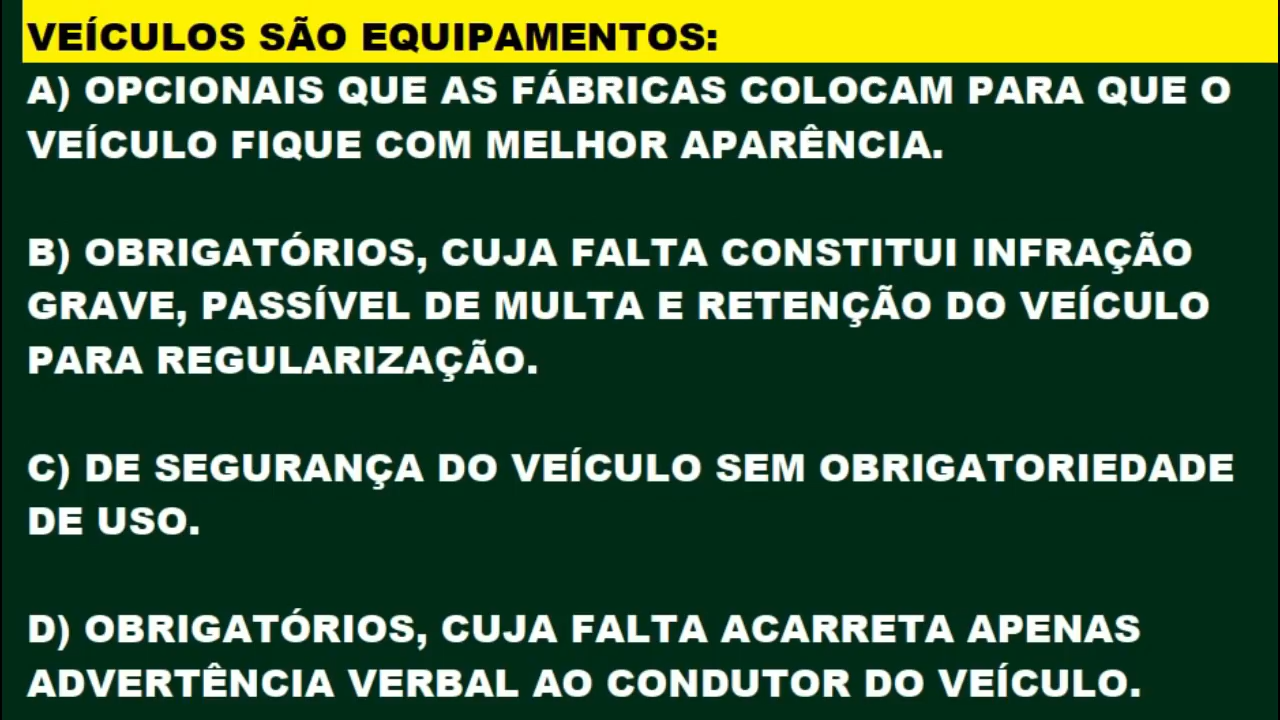 VEÍCULOS SÃO EQUIPAMENTOS:
A) OPCIONAIS QUE AS FÁBRICAS COLOCAM PARA QUE O
VEÍCULO FIQUE COM MELHOR APARÊNCIA.
B) OBRIGATÓRIOS, CUJA FALTA CONSTITUI INFRAÇÃO
GRAVE, PASSÍVEL DE MULTA E RETENÇÃO DO VEÍCULO
PARA REGULARIZAÇÃO.
C) DE SEGURANÇA DO VEÍCULO SEM OBRIGATORIEDADE
DE USO.
D) OBRIGATÓRIOS, CUJA FALTA ACARRETA APENAS
ADVERTÊNCIA VERBAL AO CONDUTOR DO VEÍCULO.